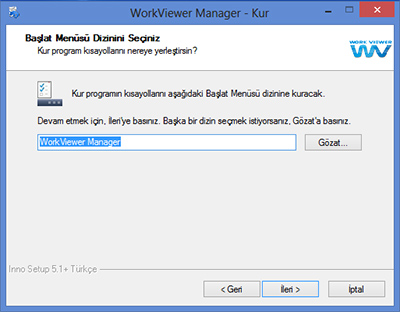 WorkViewer Manager - Kur
Başlat Menüsü Dizinini Seçiniz
Kur program kısayollarını nereye yerleştirsin?
WORK VIEWER
Kur programın kısayollarını aşağıdaki Başlat Menüsü dizinine kuracak.
Devam etmek için, İleri'ye basınız. Başka bir dizin seçmek istiyorsanız, Gözat'a basınız.
WorkViewer Manager
Gözat...
Inno Setup 5.1+ Türkçe
< Geri
İleri >
İptal